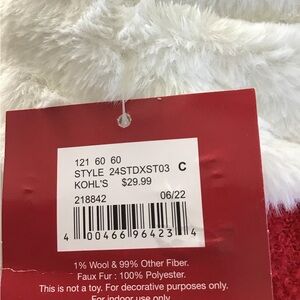 121 60 60
STYLE 24STDXST03 C
KOHL'S $29.99
218842 06/22
4 00466 96423 4
1% Wool & 99% Other Fiber.
Faux Fur : 100% Polyester.
This is not a toy. For decorative purposes only.
For indoor use only.